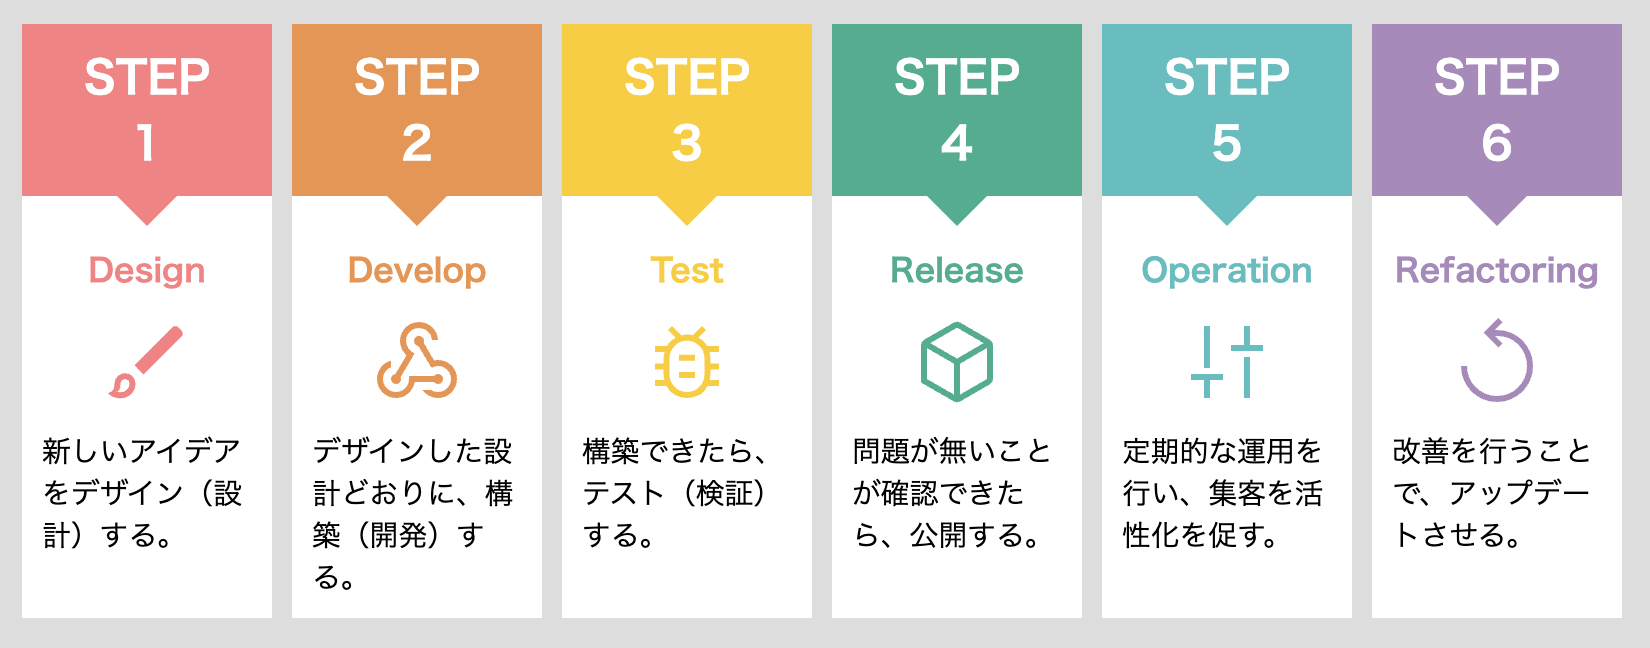 STEP
1
Design
新しいアイデア
をデザイン（設
計）する。
STEP
2
Develop
デザインした設
計どおりに、構
築（開発）す
る。
STEP
3
Test
構築できたら、
テスト（検証）
する。
STEP
4
Release
問題が無いこと
が確認できた
ら、公開する。
STEP
5
Operation
定期的な運用を
行い、集客を活
性化を促す。
STEP
6
Refactoring
改善を行うこと
で、アップデー
トさせる。